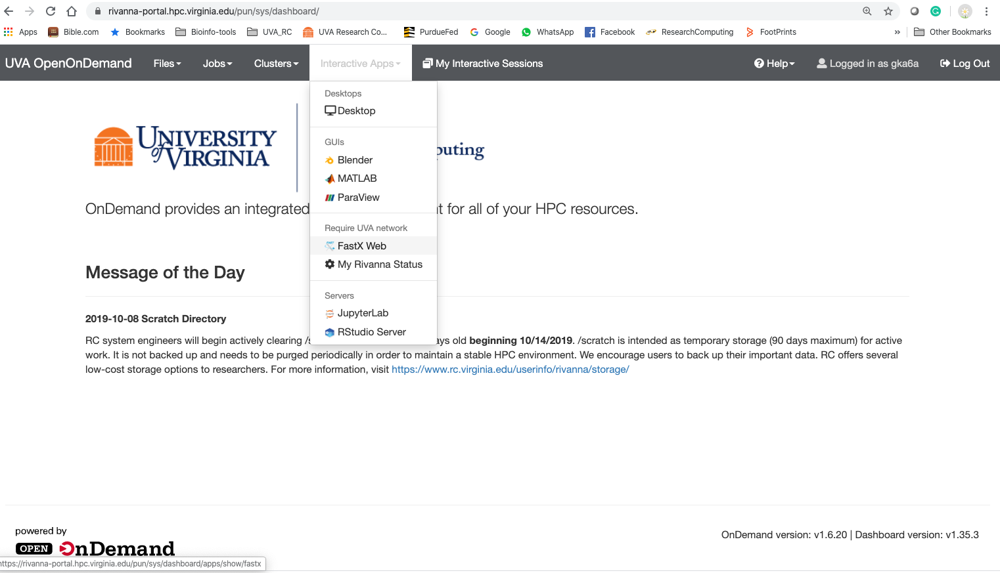 rivanna-portal.hpc.virginia.edu/pun/sys/dashboard/
Apps Bible.com Bookmarks Bioinfo-tools UVA_RC UVA Research Co... PurdueFed Google WhatsApp Facebook ResearchComputing FootPrints » Other Bookmarks
UVA OpenOnDemand Files Jobs Clusters Interactive Apps My Interactive Sessions Help Logged in as gka6a Log Out
Desktops
Desktop
GUIs
Blender
MATLAB
ParaView
Require UVA network
FastX Web
My Rivanna Status
Servers
JupyterLab
RStudio Server
UNIVERSITY
of VIRGINIA
puting
OnDemand provides an integrated t for all of your HPC resources.
Message of the Day
2019-10-08 Scratch Directory
RC system engineers will begin actively clearing /s ays old beginning 10/14/2019. /scratch is intended as temporary storage (90 days maximum) for active
work. It is not backed up and needs to be purged periodically in order to maintain a stable HPC environment. We encourage users to back up their important data. RC offers several
low-cost storage options to researchers. For more information, visit https://www.rc.virginia.edu/userinfo/rivanna/storage/
powered by
OPEN OnDemand
OnDemand version: v1.6.20 | Dashboard version: v1.35.3
https://rivanna-portal.hpc.virginia.edu/pun/sys/dashboard/apps/show/fastx